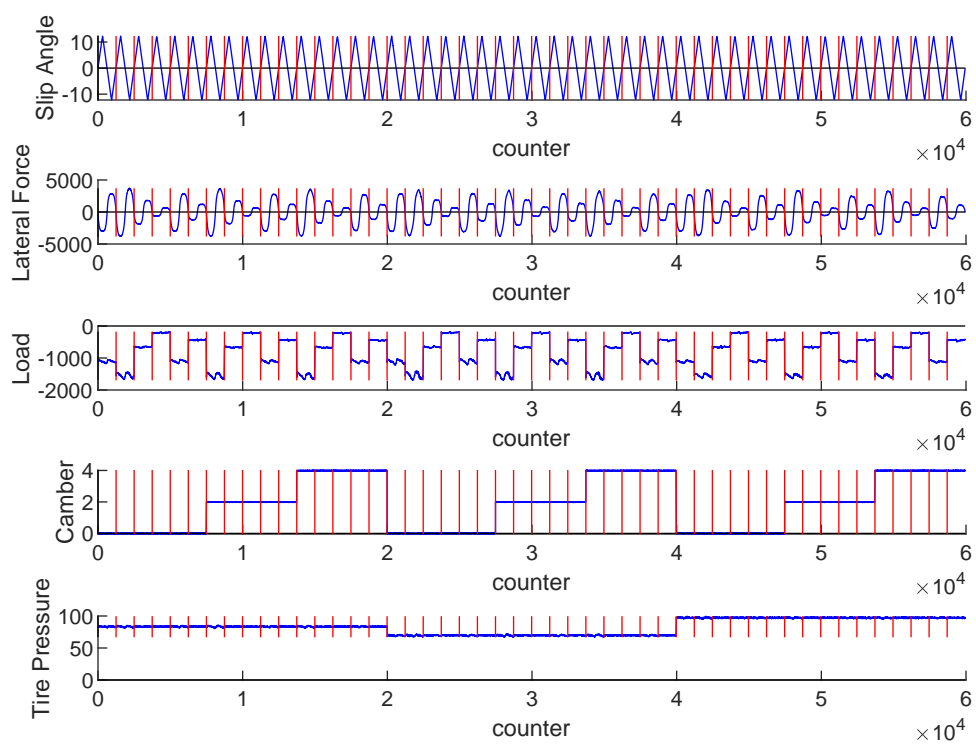 Slip Angle
10
0
-10
0 1 2 3 4 5 6
counter
×10^4
Lateral Force
5000
0
-5000
0 1 2 3 4 5 6
counter
×10^4
Load
0
-1000
-2000
0 1 2 3 4 5 6
counter
×10^4
Camber
4
2
0
0 1 2 3 4 5 6
counter
×10^4
Tire Pressure
100
50
0
0 1 2 3 4 5 6
counter
×10^4